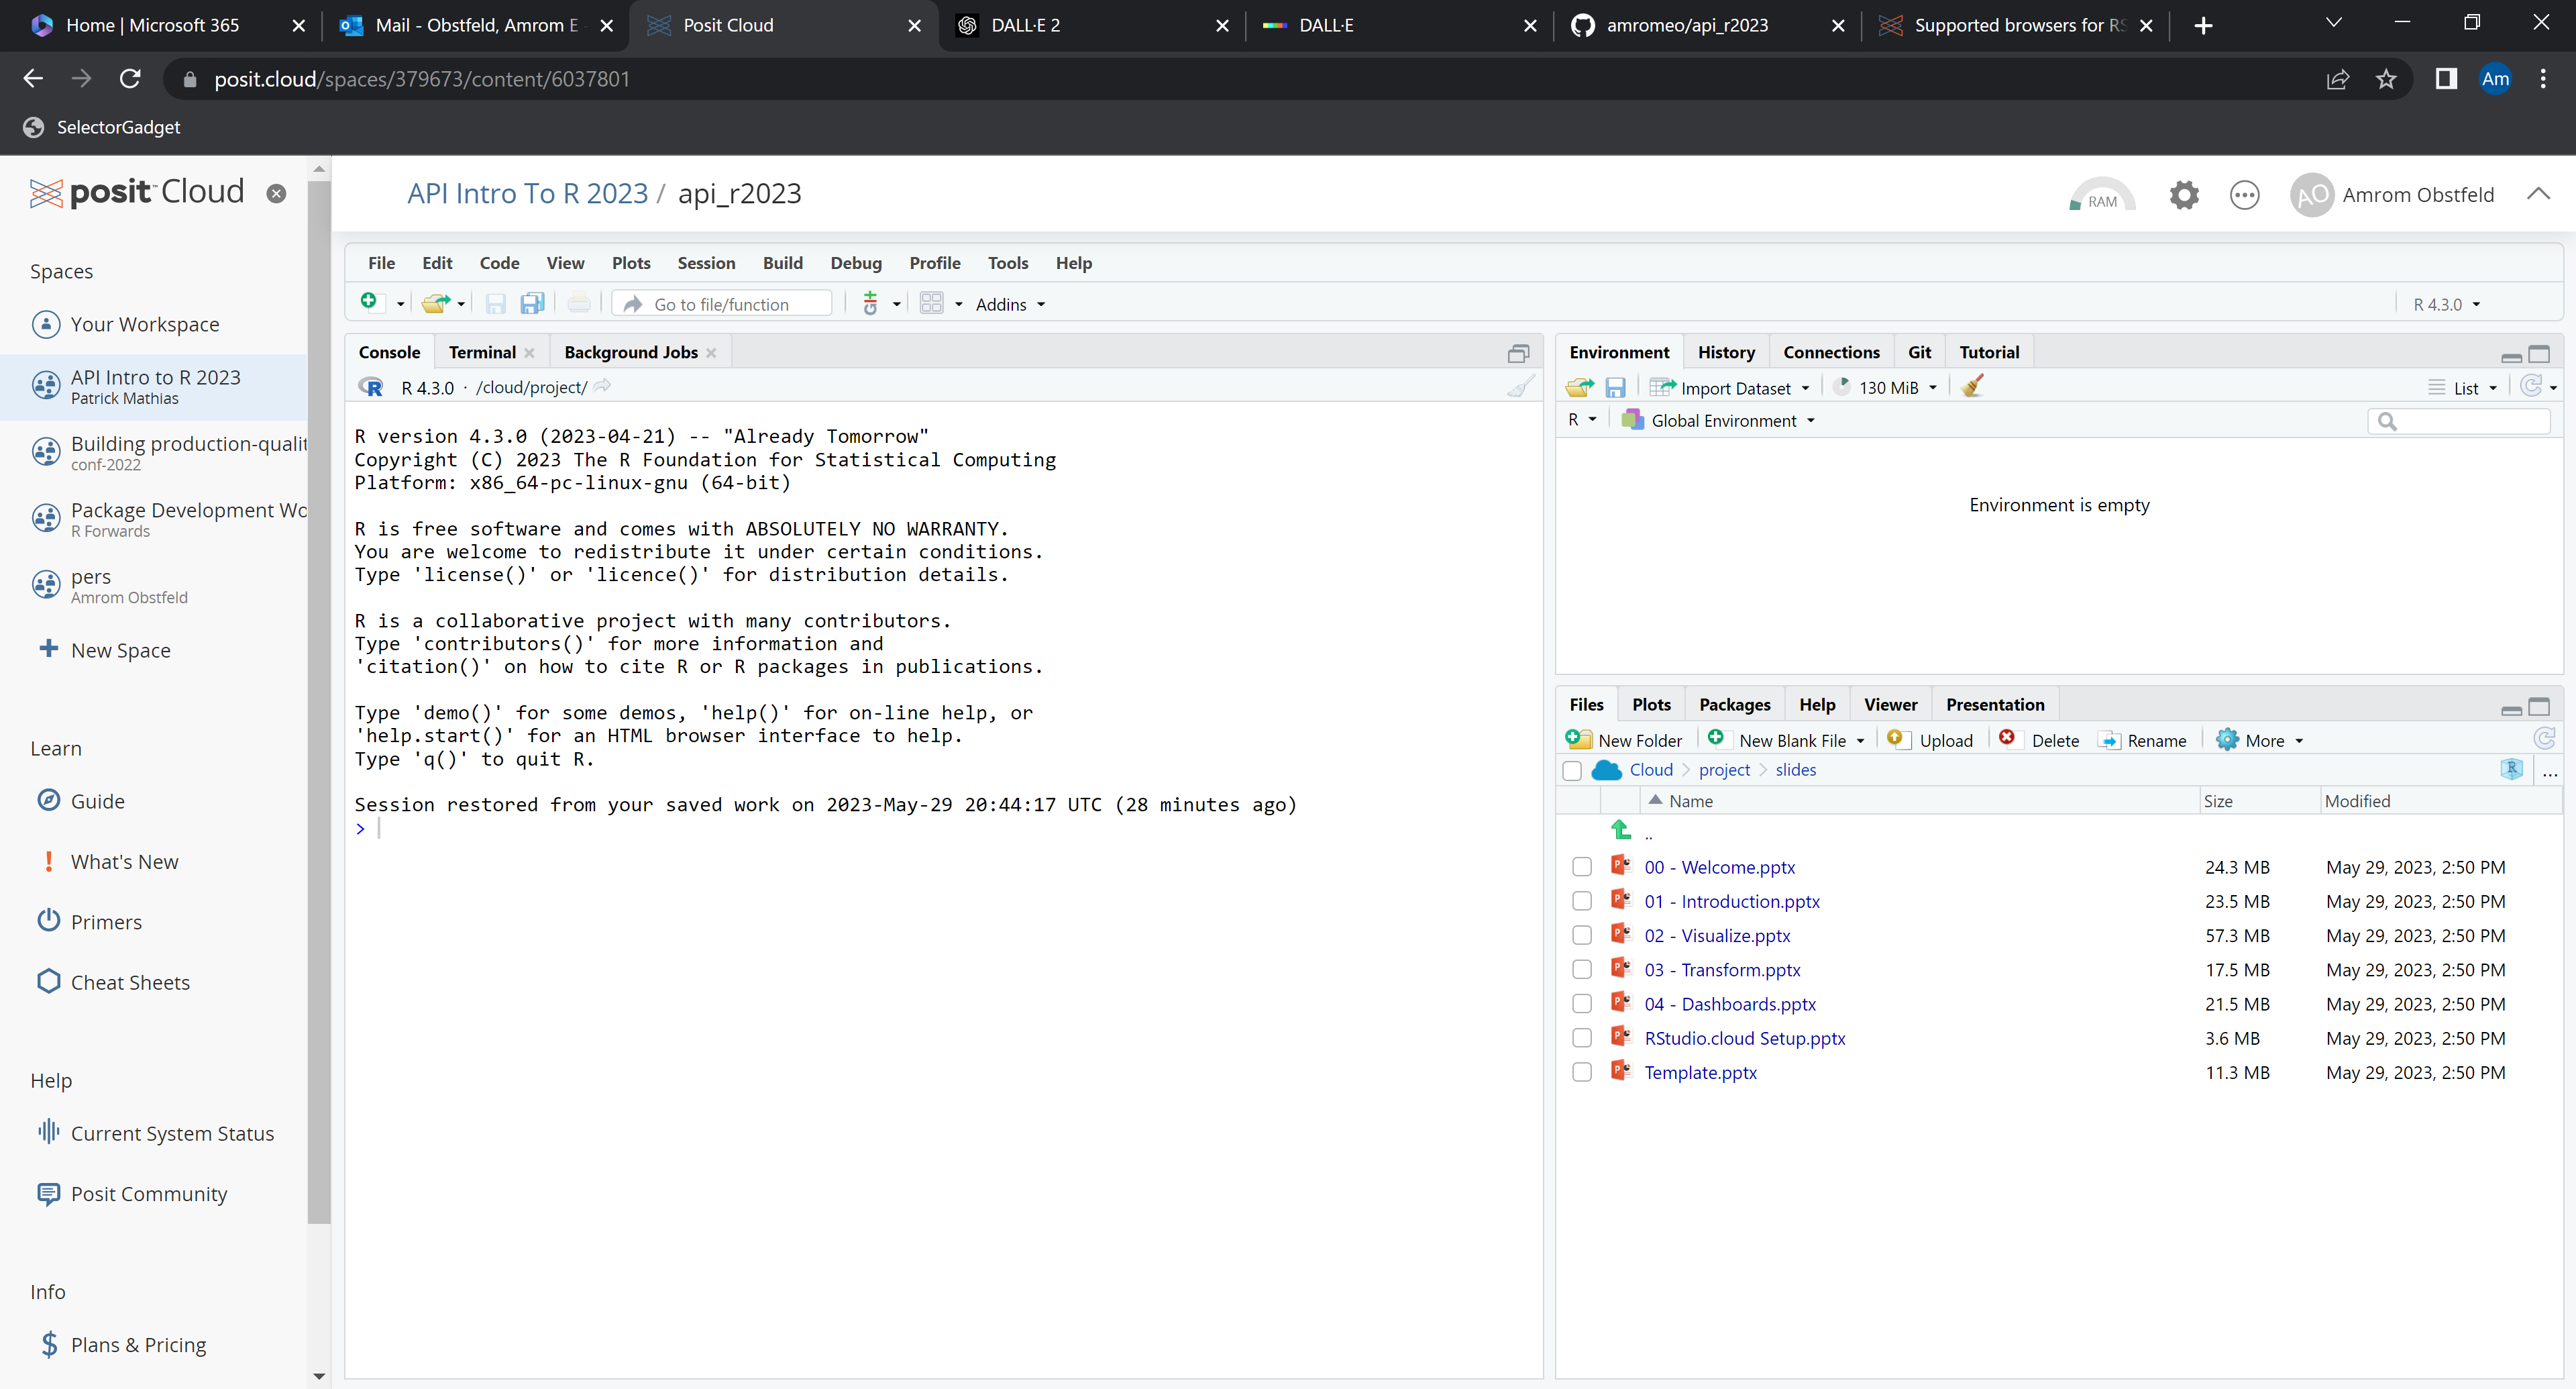 Home | Microsoft 365
Mail - Obstfeld, Amrom E
Posit Cloud
DALL·E 2
DALL·E
amromeo/api_r2023
Supported browsers for RS
posit.cloud/spaces/379673/content/6037801
Am
SelectorGadget
posit Cloud
API Intro To R 2023 / api_r2023
RAM
AO
Amrom Obstfeld
Spaces
Your Workspace
API Intro to R 2023
Patrick Mathias
Building production-qualit
conf-2022
Package Development Wo
R Forwards
pers
Amrom Obstfeld
New Space
Learn
Guide
What's New
Primers
Cheat Sheets
Help
Current System Status
Posit Community
Info
Plans & Pricing
File Edit Code View Plots Session Build Debug Profile Tools Help
Go to file/function
Addins
R 4.3.0
Console Terminal Background Jobs
R 4.3.0 · /cloud/project/
R version 4.3.0 (2023-04-21) -- "Already Tomorrow"
Copyright (C) 2023 The R Foundation for Statistical Computing
Platform: x86_64-pc-linux-gnu (64-bit)
R is free software and comes with ABSOLUTELY NO WARRANTY.
You are welcome to redistribute it under certain conditions.
Type 'license()' or 'licence()' for distribution details.
R is a collaborative project with many contributors.
Type 'contributors()' for more information and
'citation()' on how to cite R or R packages in publications.
Type 'demo()' for some demos, 'help()' for on-line help, or
'help.start()' for an HTML browser interface to help.
Type 'q()' to quit R.
Session restored from your saved work on 2023-May-29 20:44:17 UTC (28 minutes ago)
>
Environment History Connections Git Tutorial
Import Dataset 130 MiB List
R Global Environment
Environment is empty
Files Plots Packages Help Viewer Presentation
New Folder New Blank File Upload Delete Rename More
Cloud > project > slides ...
Name Size Modified
..
00 - Welcome.pptx 24.3 MB May 29, 2023, 2:50 PM
01 - Introduction.pptx 23.5 MB May 29, 2023, 2:50 PM
02 - Visualize.pptx 57.3 MB May 29, 2023, 2:50 PM
03 - Transform.pptx 17.5 MB May 29, 2023, 2:50 PM
04 - Dashboards.pptx 21.5 MB May 29, 2023, 2:50 PM
RStudio.cloud Setup.pptx 3.6 MB May 29, 2023, 2:50 PM
Template.pptx 11.3 MB May 29, 2023, 2:50 PM